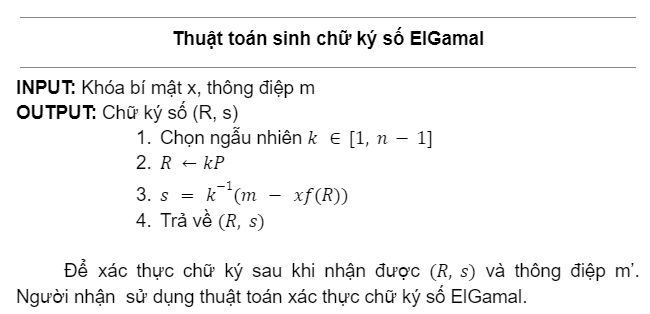 Thuật toán sinh chữ ký số ElGamal
INPUT: Khóa bí mật x, thông điệp m
OUTPUT: Chữ ký số (R, s)
1. Chọn ngẫu nhiên k ∈ [1, n − 1]
2. R ← kP
3. s = k⁻¹(m − xf(R))
4. Trả về (R, s)
Để xác thực chữ ký sau khi nhận được (R, s) và thông điệp m’.
Người nhận sử dụng thuật toán xác thực chữ ký số ElGamal.